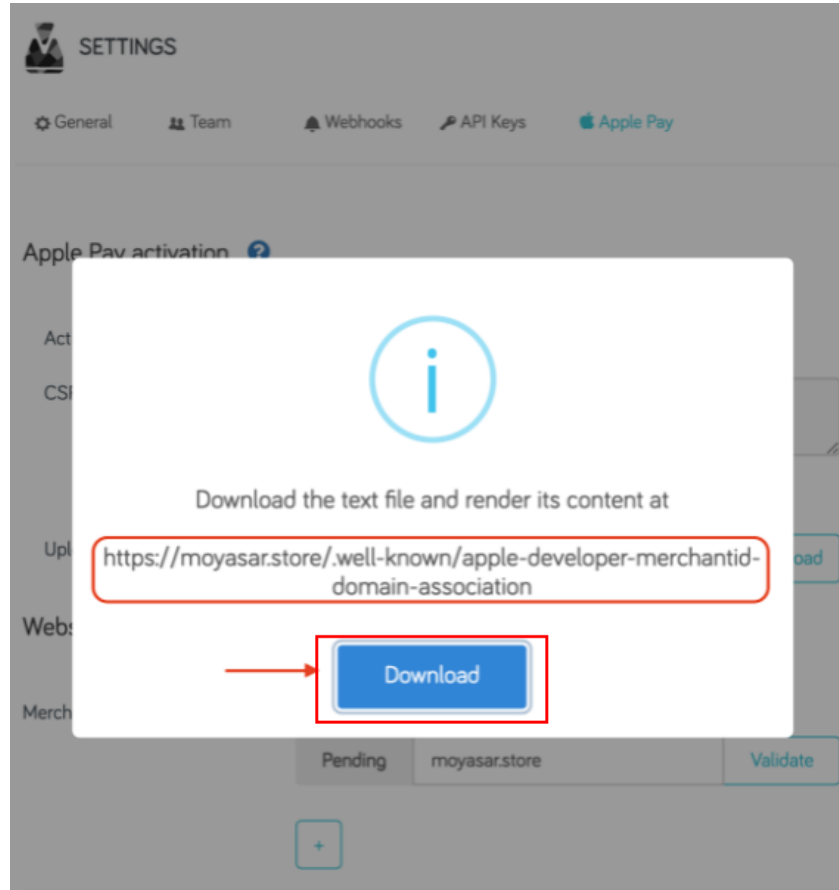 SETTINGS
General Team Webhooks API Keys Apple Pay
Apple Pay activation ?
i
Download the text file and render its content at
https://moyasar.store/.well-known/apple-developer-merchantid-
domain-association
Download
Pending moyasar.store Validate
+